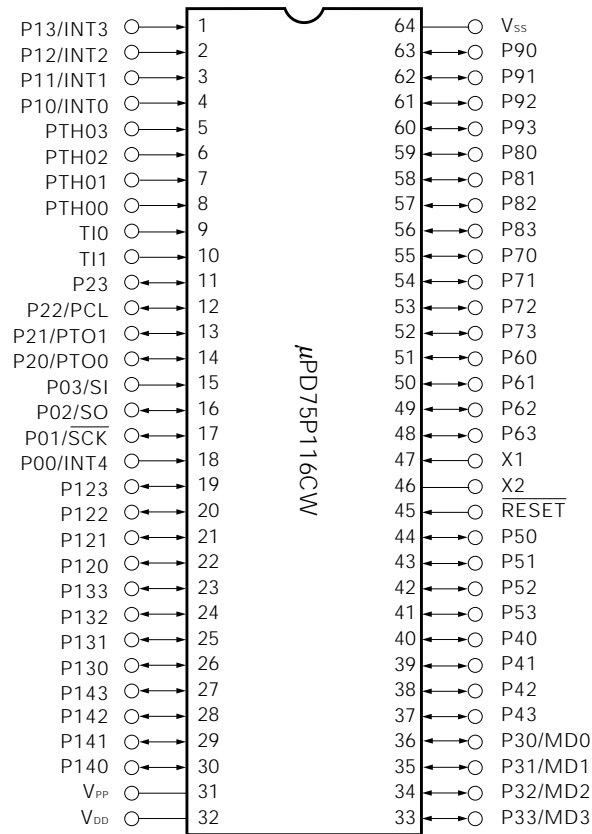 P13/INT3 1 64 Vss
P12/INT2 2 63 P90
P11/INT1 3 62 P91
P10/INT0 4 61 P92
PTH03 5 60 P93
PTH02 6 59 P80
PTH01 7 58 P81
PTH00 8 57 P82
TI0 9 56 P83
TI1 10 55 P70
P23 11 54 P71
P22/PCL 12 53 P72
P21/PTO1 13 52 P73
P20/PTO0 14 51 P60
P03/SI 15 50 P61
P02/SO 16 49 P62
P01/SCK 17 48 P63
P00/INT4 18 47 X1
P123 19 46 X2
P122 20 45 RESET
P121 21 44 P50
P120 22 43 P51
P133 23 42 P52
P132 24 41 P53
P131 25 40 P40
P130 26 39 P41
P143 27 38 P42
P142 28 37 P43
P141 29 36 P30/MD0
P140 30 35 P31/MD1
VPP 31 34 P32/MD2
VDD 32 33 P33/MD3
μPD75P116CW